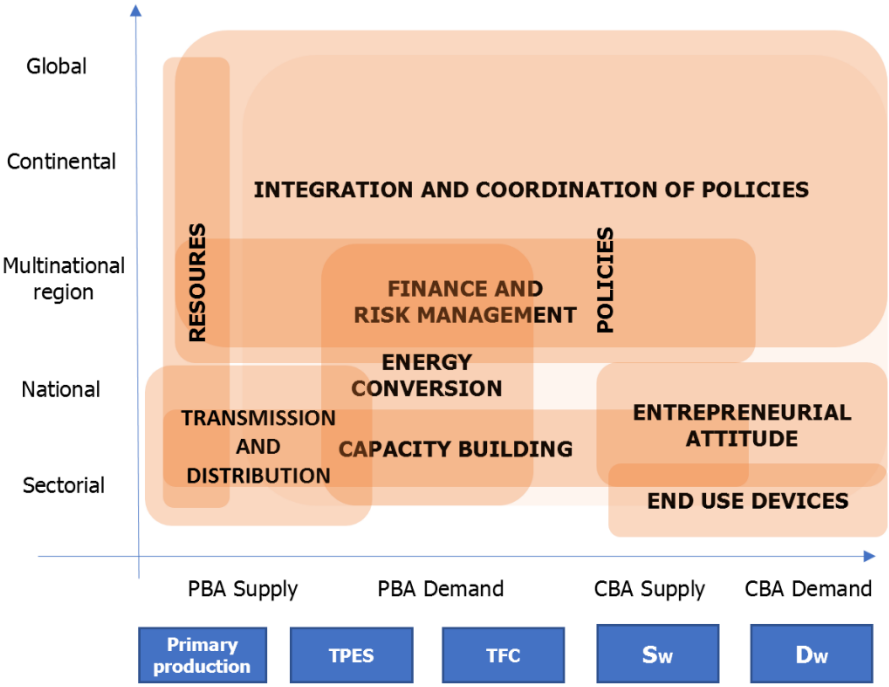 Global
Continental
INTEGRATION AND COORDINATION OF POLICIES
Multinational
region
RESOURES
FINANCE AND
RISK MANAGEMENT
POLICIES
ENERGY
CONVERSION
National
TRANSMISSION
AND
DISTRIBUTION
CAPACITY BUILDING
ENTREPRENEURIAL
ATTITUDE
Sectorial
END USE DEVICES
PBA Supply
PBA Demand
CBA Supply
CBA Demand
Primary
production
TPES
TFC
Sw
Dw